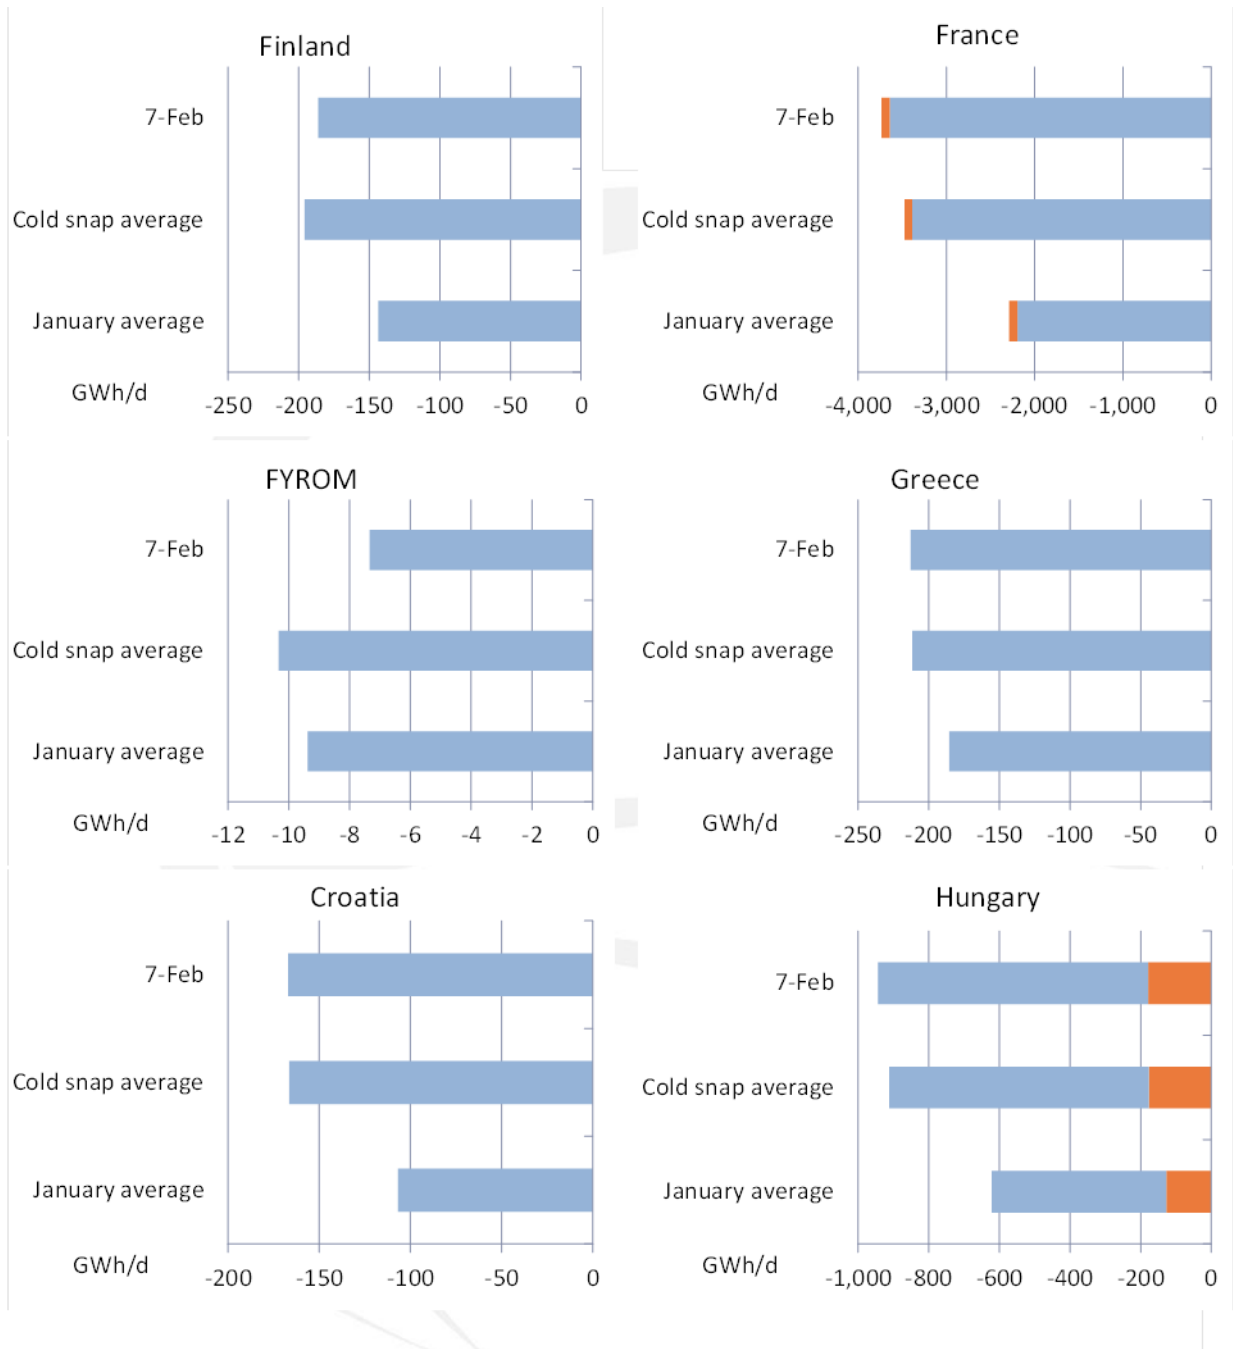 Finland
7-Feb
Cold snap average
January average
GWh/d
-250 -200 -150 -100 -50 0
France
7-Feb
Cold snap average
January average
GWh/d
-4,000 -3,000 -2,000 -1,000 0
FYROM
7-Feb
Cold snap average
January average
GWh/d
-12 -10 -8 -6 -4 -2 0
Greece
7-Feb
Cold snap average
January average
GWh/d
-250 -200 -150 -100 -50 0
Croatia
7-Feb
Cold snap average
January average
GWh/d
-200 -150 -100 -50 0
Hungary
7-Feb
Cold snap average
January average
GWh/d
-1,000 -800 -600 -400 -200 0